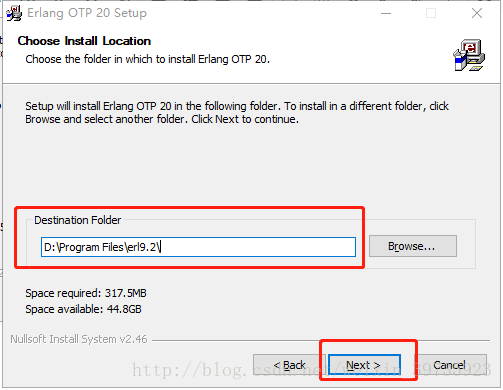 Erlang OTP 20 Setup
Choose Install Location
Choose the folder in which to install Erlang OTP 20.
Setup will install Erlang OTP 20 in the following folder. To install in a different folder, click
Browse and select another folder. Click Next to continue.
Destination Folder
D:\Program Files\erl9.2\
Browse...
Space required: 317.5MB
Space available: 44.8GB
Nullsoft Install System v2.46
< Back
Next >
Cancel
http://blog.csdn.net/